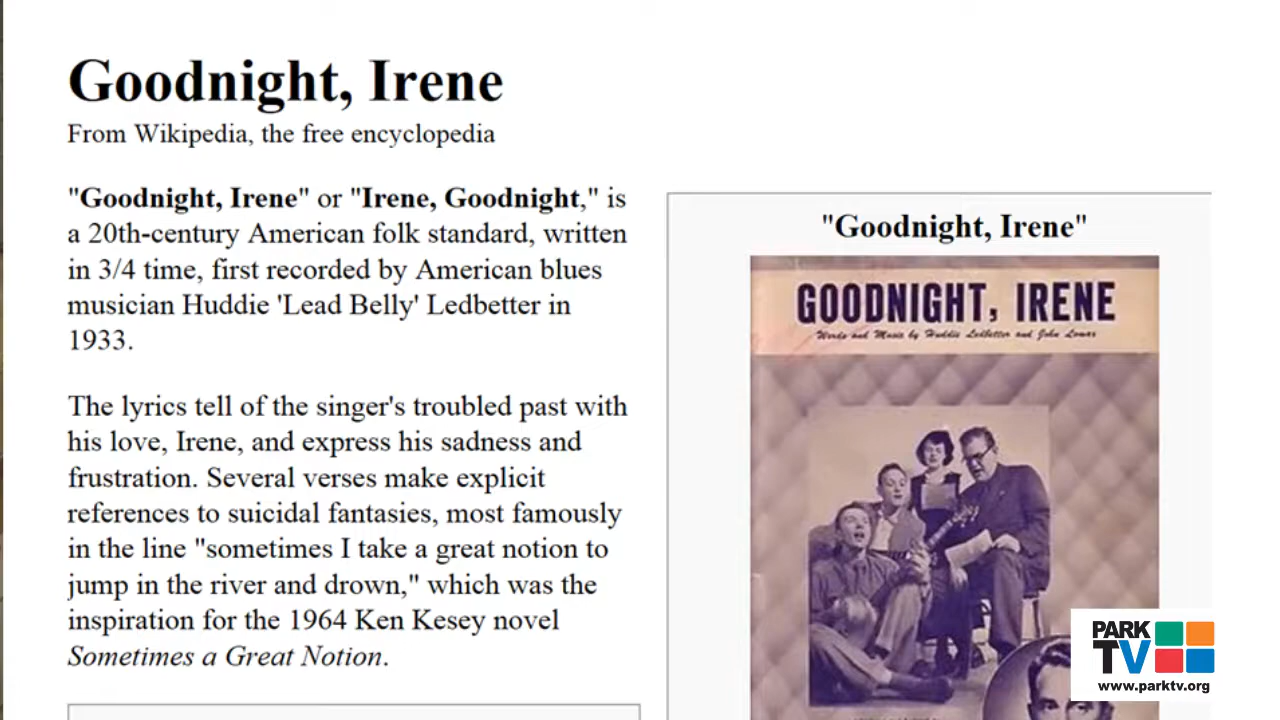 Goodnight, Irene
From Wikipedia, the free encyclopedia
"Goodnight, Irene" or "Irene, Goodnight," is
a 20th-century American folk standard, written
in 3/4 time, first recorded by American blues
musician Huddie 'Lead Belly' Ledbetter in
1933.
The lyrics tell of the singer's troubled past with
his love, Irene, and express his sadness and
frustration. Several verses make explicit
references to suicidal fantasies, most famously
in the line "sometimes I take a great notion to
jump in the river and drown," which was the
inspiration for the 1964 Ken Kesey novel
Sometimes a Great Notion.
"Goodnight, Irene"
GOODNIGHT, IRENE
Words and Music by Huddie Ledbetter and John Lomax
PARK
TV
www.parktv.org